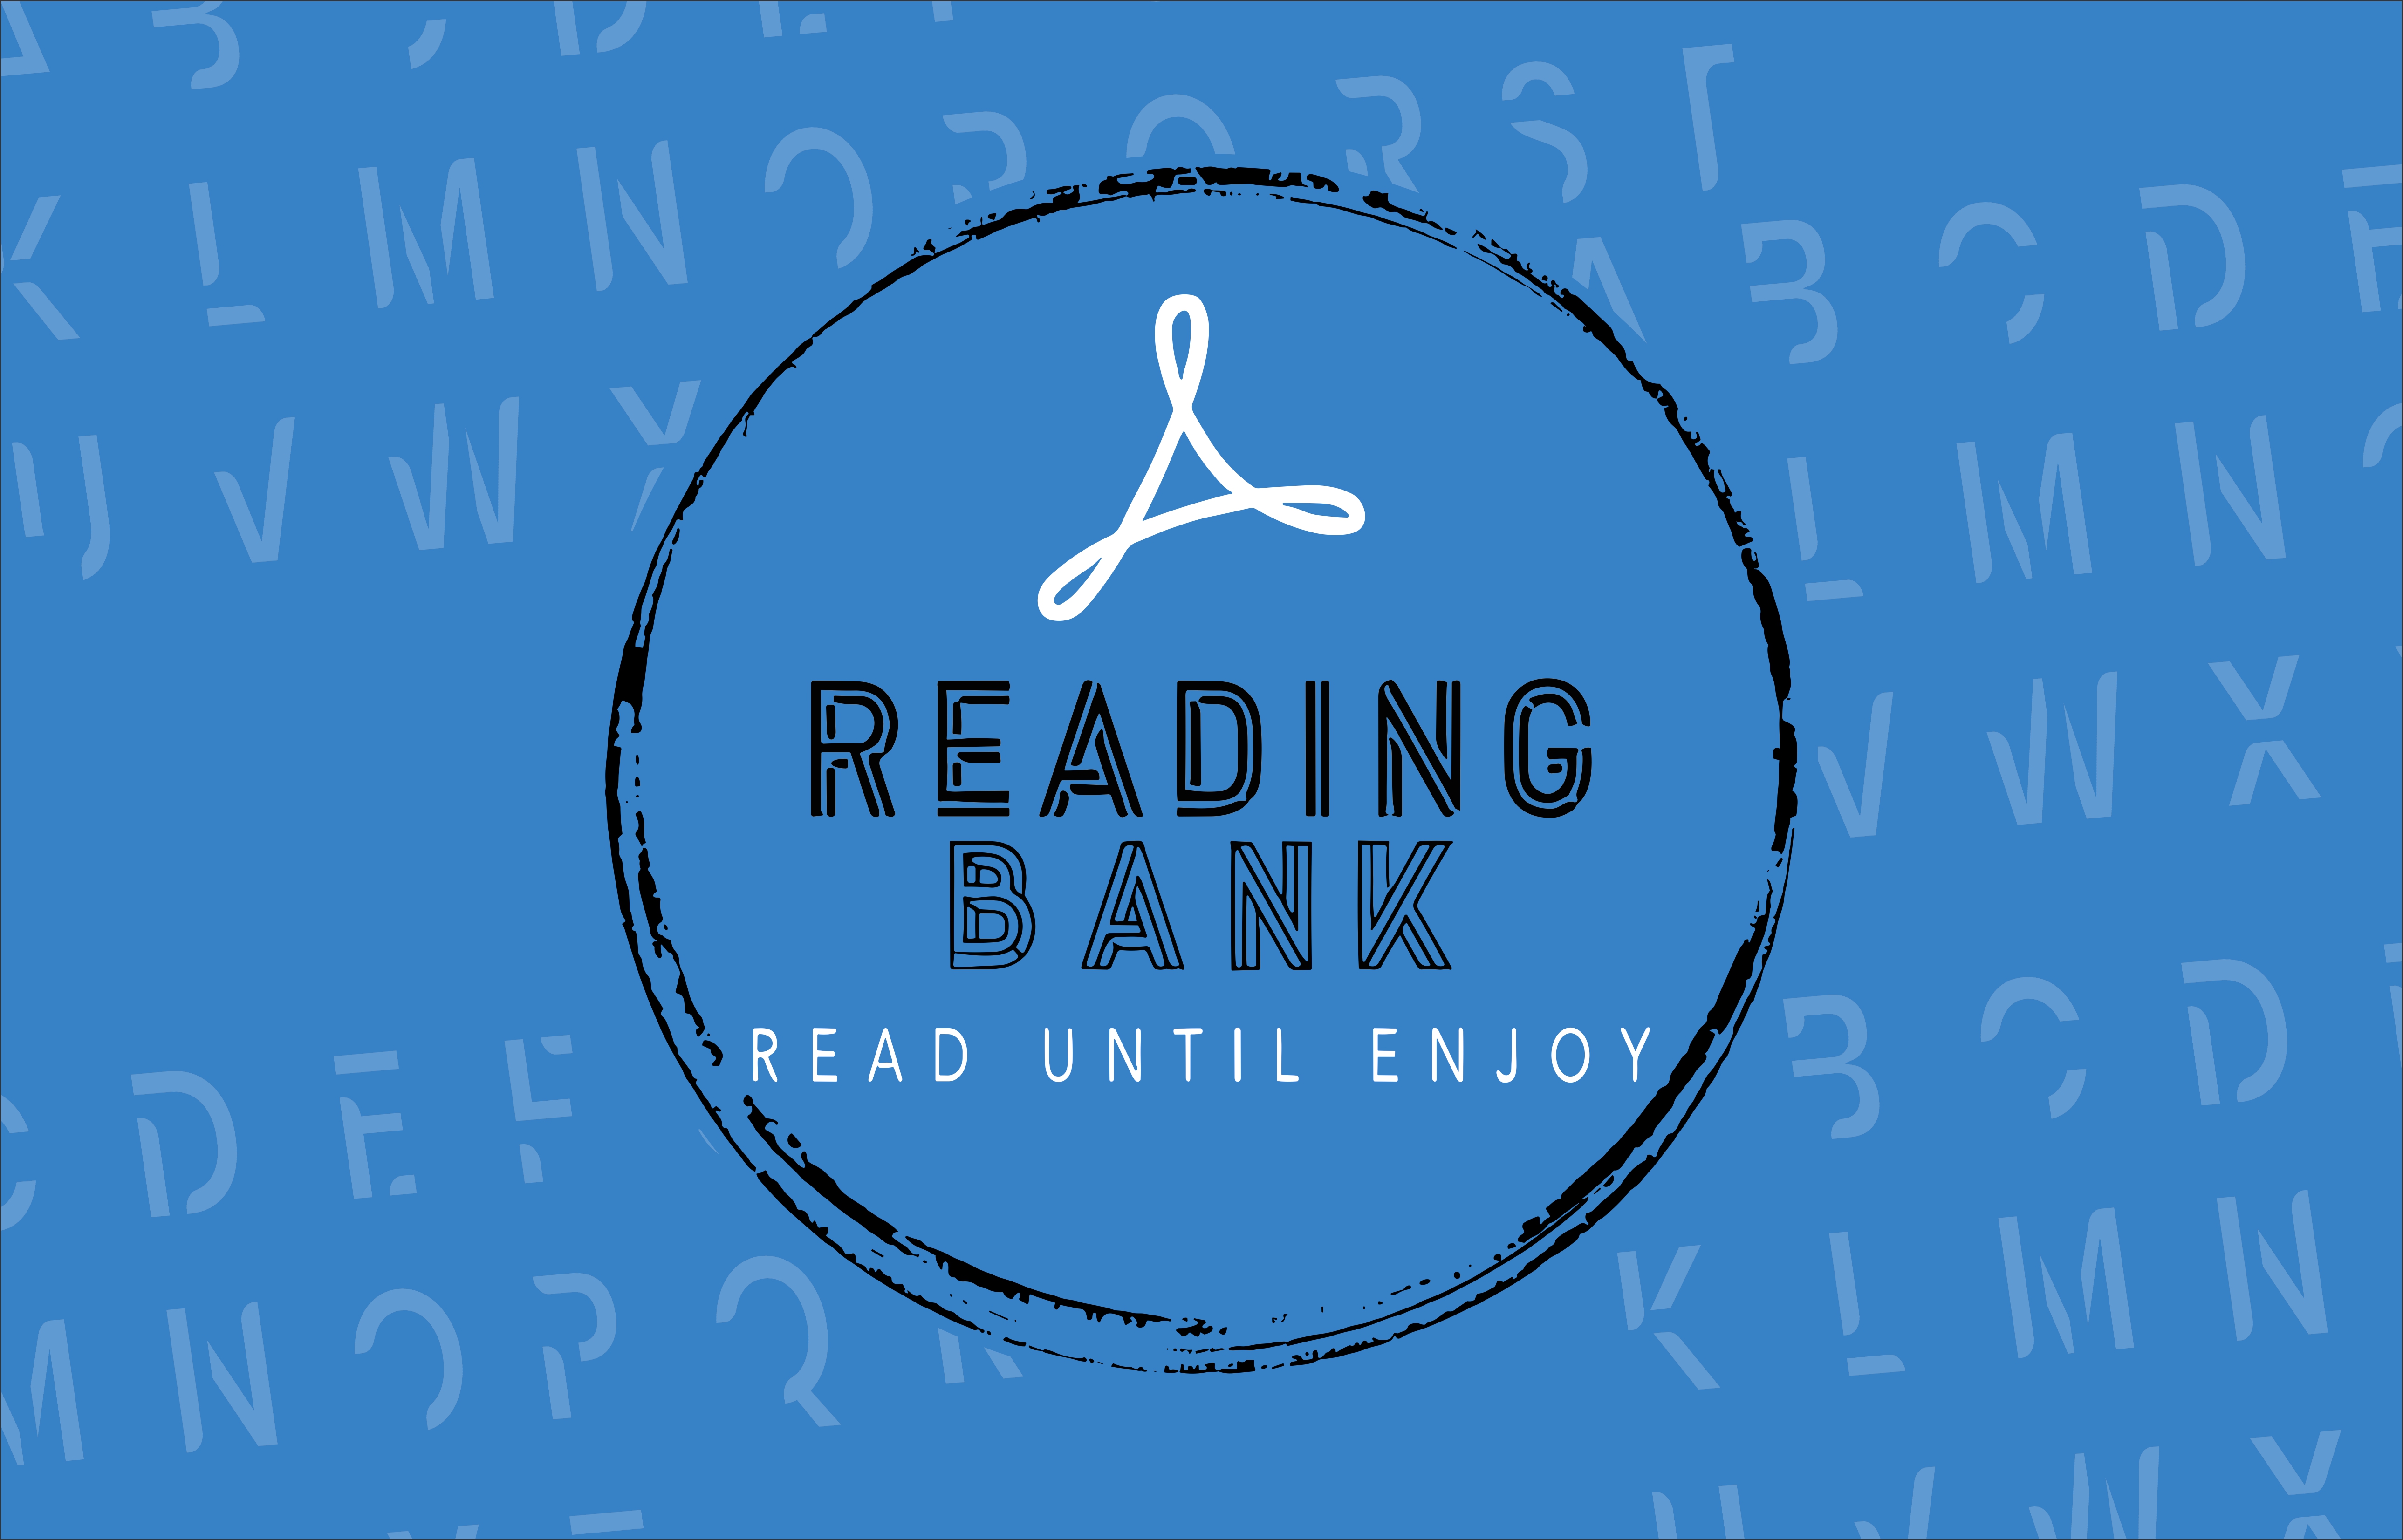 A B C D E F
K L M N O P Q R S T
A B C D E
U V W X
L M N O
READING
V W X
BANK
READ UNTIL ENJOY
B C D E
C D E F
K L M N
M N O P Q R
U V W X